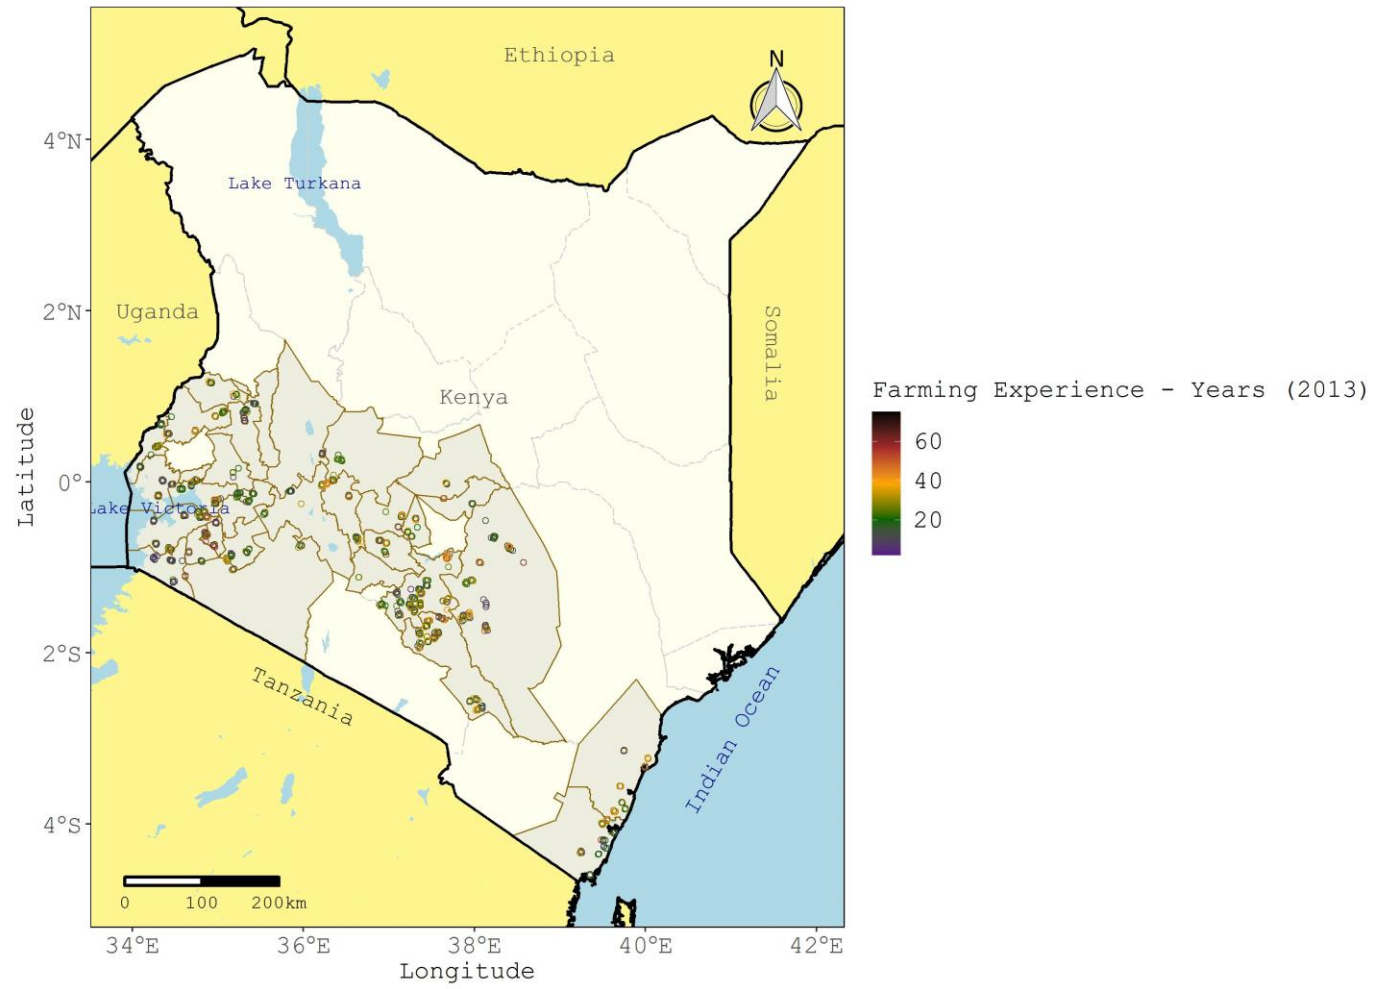 Ethiopia
N
4°N
Lake Turkana
2°N
Uganda
Somalia
Kenya
Farming Experience - Years (2013)
60
40
20
Latitude
0°
Lake Victoria
2°S
Tanzania
Indian Ocean
4°S
0 100 200km
34°E 36°E 38°E 40°E 42°E
Longitude